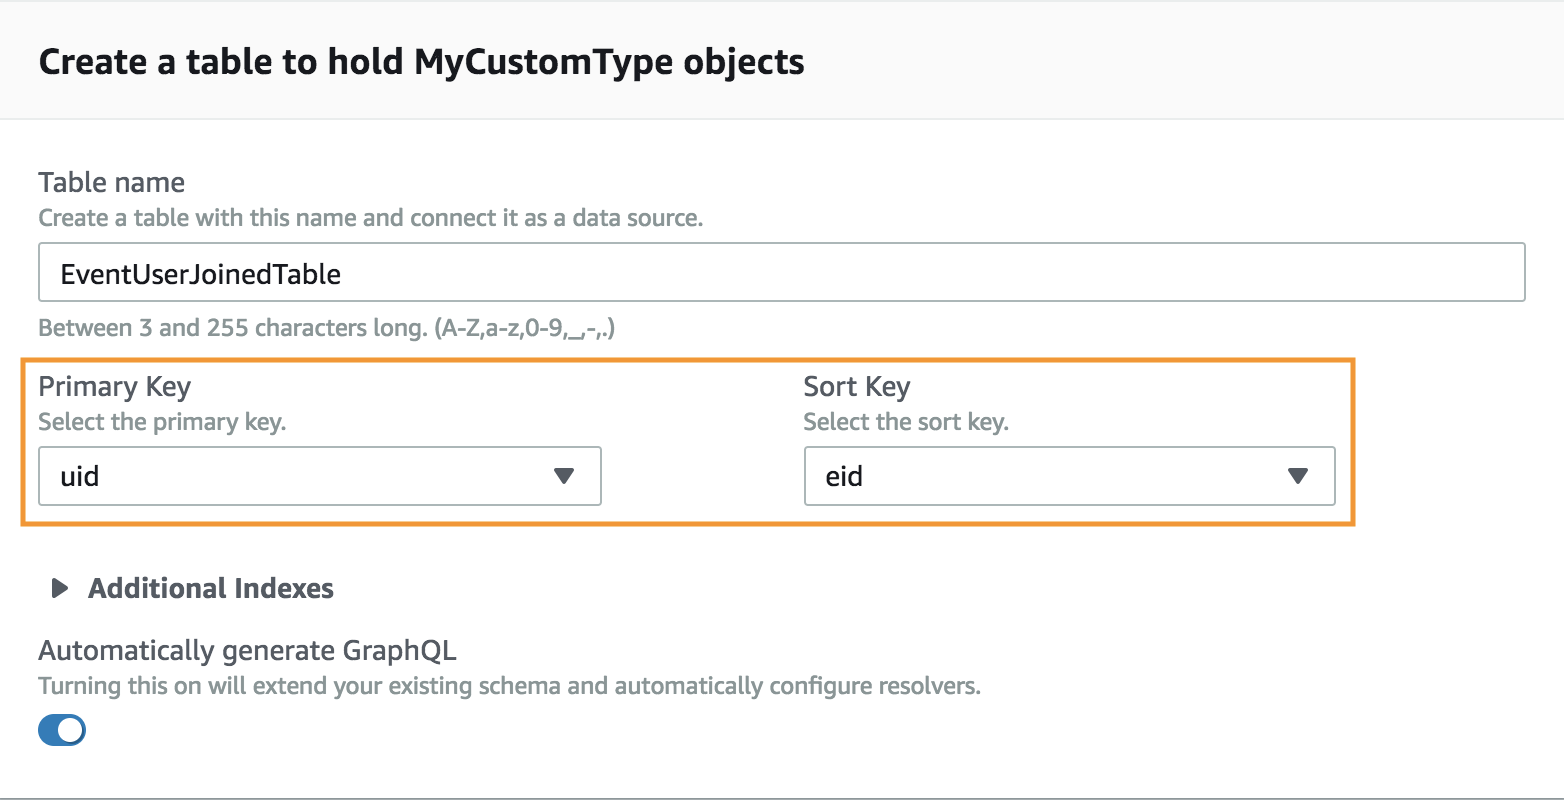 Create a table to hold MyCustomType objects
Table name
Create a table with this name and connect it as a data source.
EventUserJoinedTable
Between 3 and 255 characters long. (A-Z,a-z,0-9,_,-,.)
Primary Key
Select the primary key.
uid
Sort Key
Select the sort key.
eid
Additional Indexes
Automatically generate GraphQL
Turning this on will extend your existing schema and automatically configure resolvers.